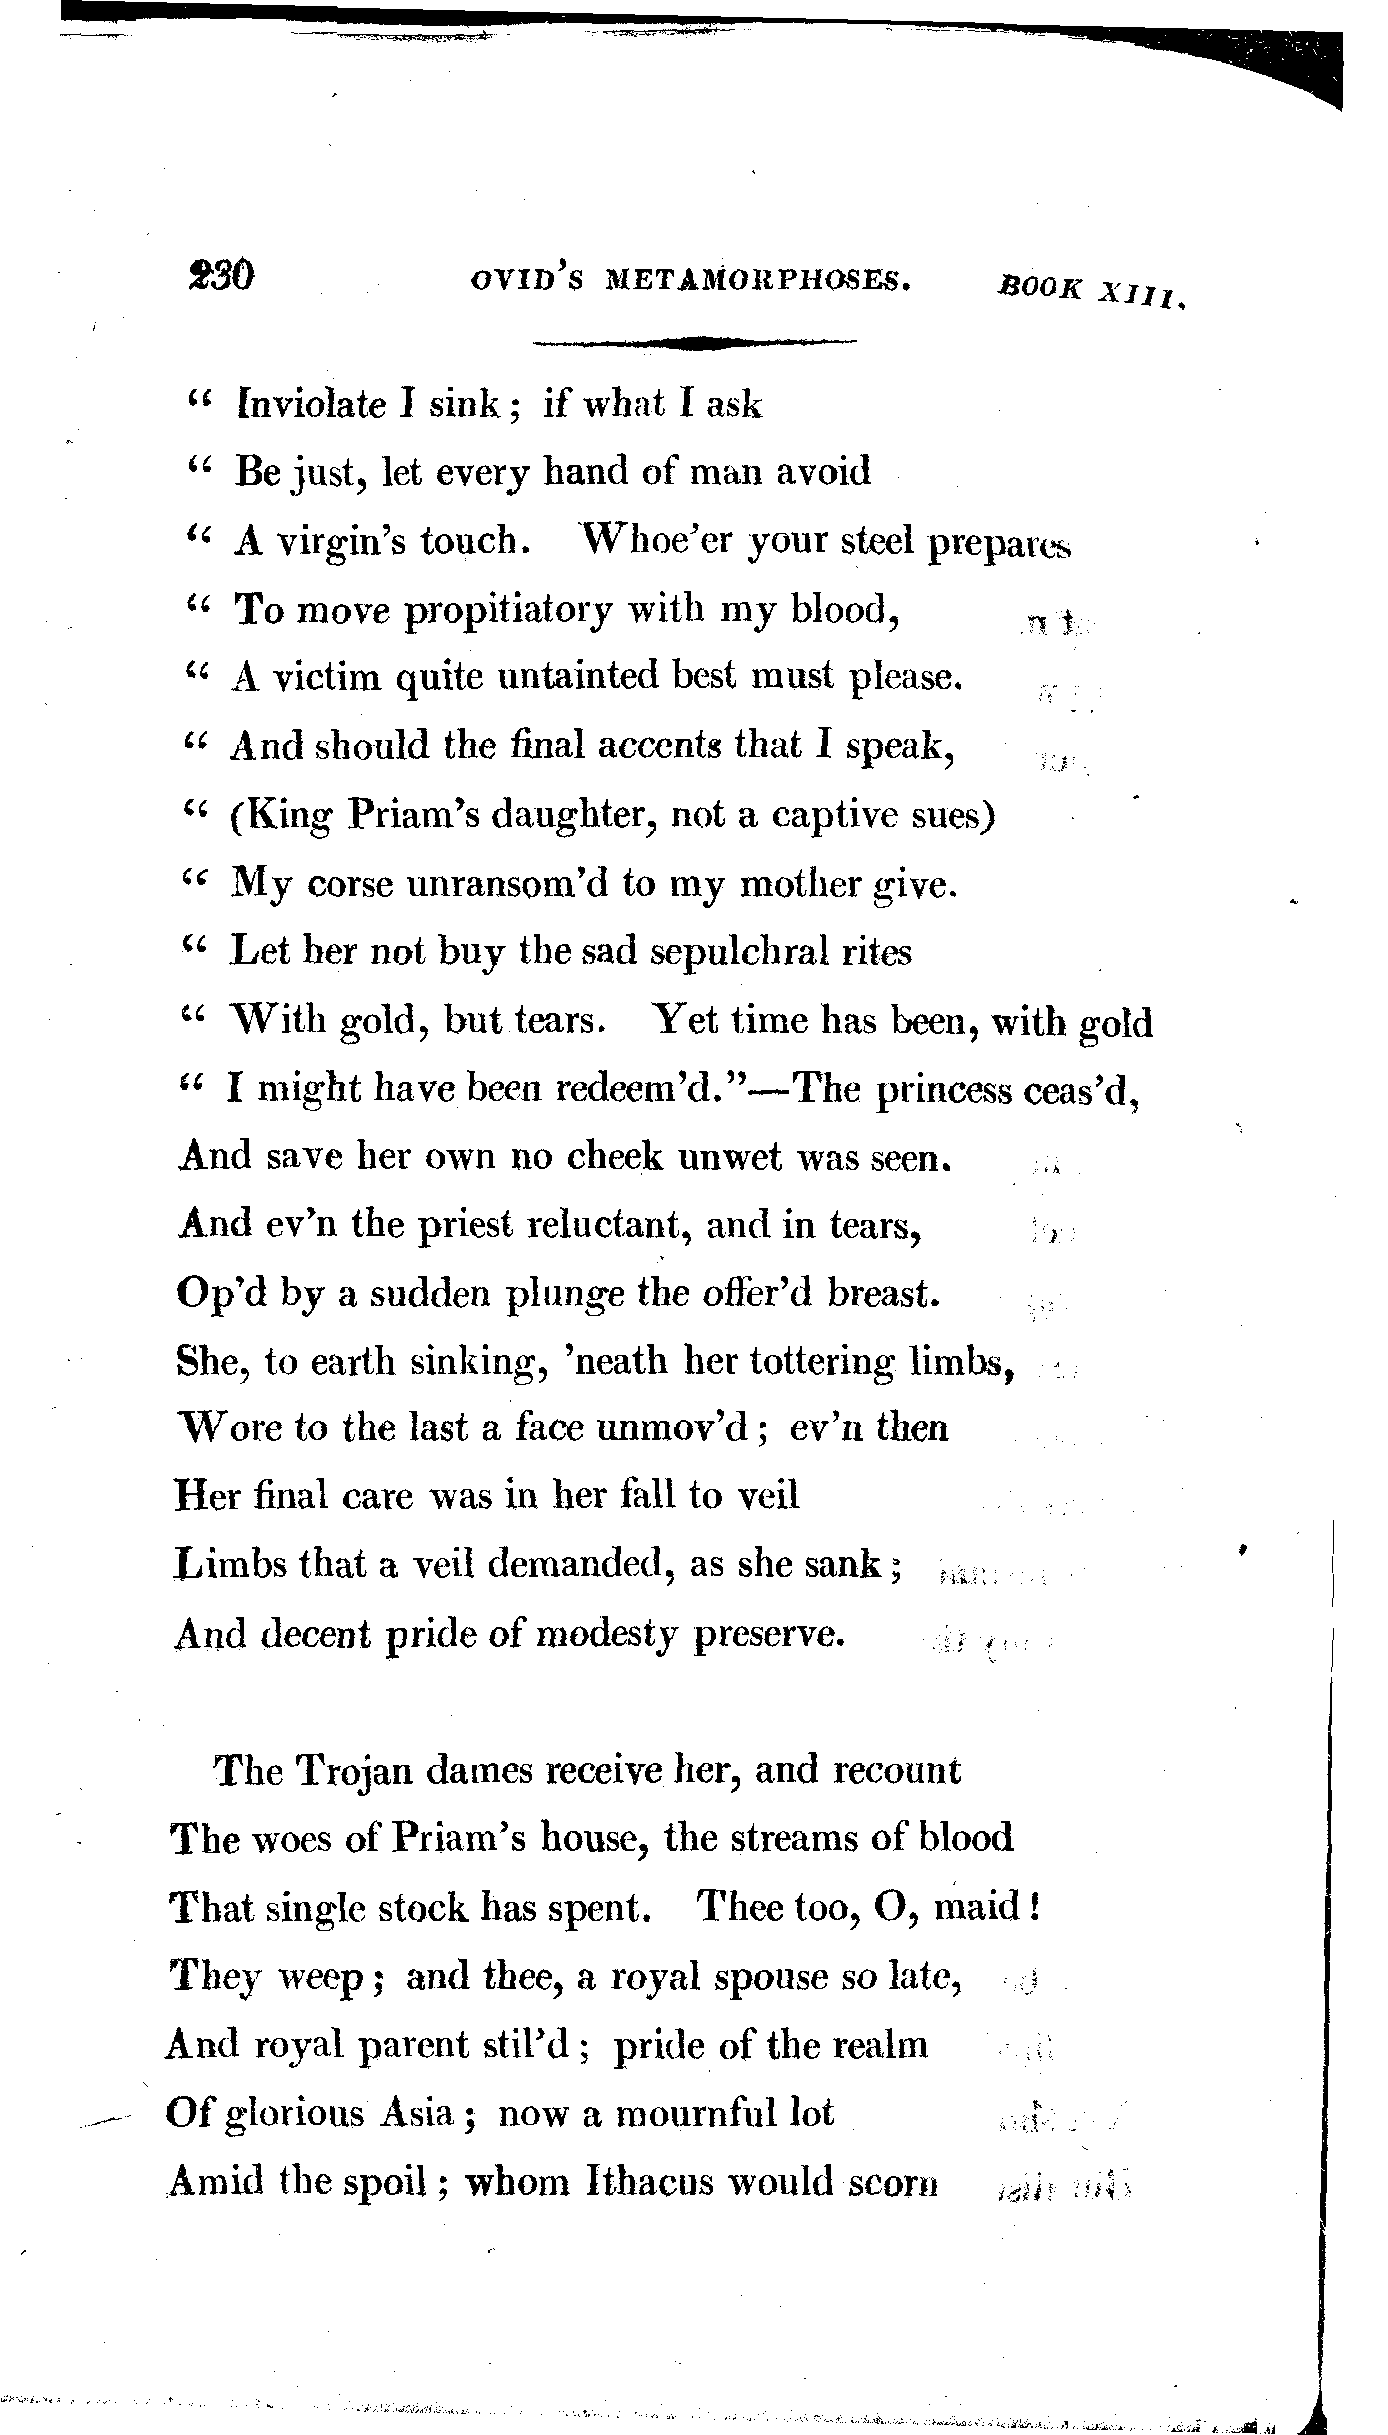 230 OVID'S METAMORPHOSES. BOOK XIII.
“ Inviolate I sink; if what I ask
“ Be just, let every hand of man avoid
“ A virgin's touch. Whoe'er your steel prepares
“ To move propitiatory with my blood,
“ A victim quite untainted best must please.
“ And should the final accents that I speak,
“ (King Priam's daughter, not a captive sues)
“ My corse unransom'd to my mother give.
“ Let her not buy the sad sepulchral rites
“ With gold, but tears. Yet time has been, with gold
“ I might have been redeem'd.”—The princess ceas'd,
And save her own no cheek unwet was seen.
And ev'n the priest reluctant, and in tears,
Op'd by a sudden plunge the offer'd breast.
She, to earth sinking, 'neath her tottering limbs,
Wore to the last a face unmov'd; ev'n then
Her final care was in her fall to veil
Limbs that a veil demanded, as she sank;
And decent pride of modesty preserve.
The Trojan dames receive her, and recount
The woes of Priam's house, the streams of blood
That single stock has spent. Thee too, O, maid!
They weep; and thee, a royal spouse so late,
And royal parent stil'd; pride of the realm
Of glorious Asia; now a mournful lot
Amid the spoil; whom Ithacus would scorn